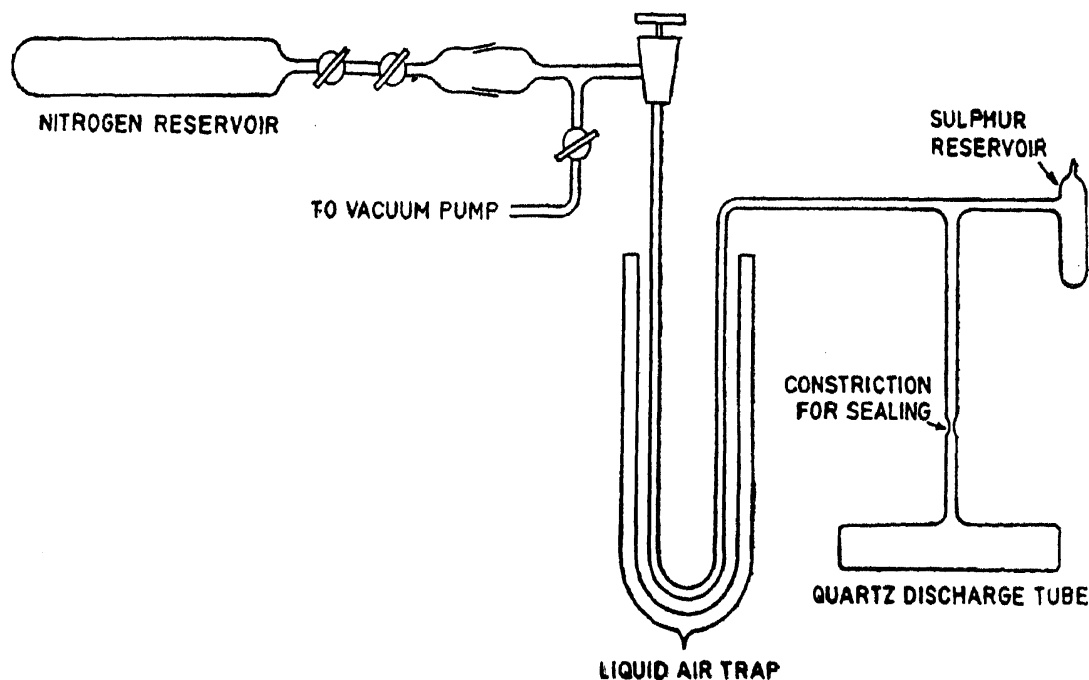 NITROGEN RESERVOIR
SULPHUR
RESERVOIR
TO VACUUM PUMP
CONSTRICTION
FOR SEALING
QUARTZ DISCHARGE TUBE
LIQUID AIR TRAP